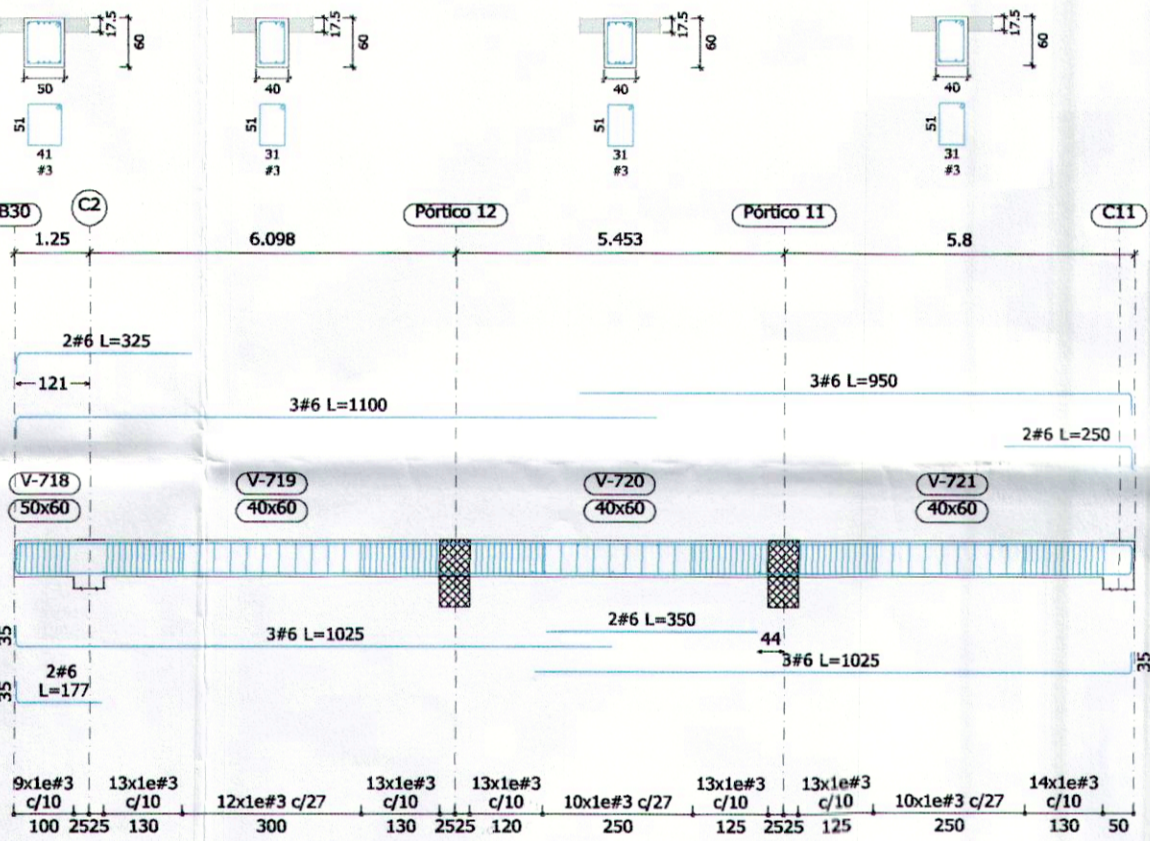 17.5
60
50
51
41
#3
17.5
60
40
51
31
#3
17.5
60
40
51
31
#3
17.5
60
40
51
31
#3
B30
C2
Pórtico 12
Pórtico 11
C11
1.25
6.098
5.453
5.8
2#6 L=325
121
3#6 L=950
3#6 L=1100
2#6 L=250
V-718
V-719
V-720
V-721
50x60
40x60
40x60
40x60
35
3#6 L=1025
2#6 L=350
44
3#6 L=1025
35
35
2#6
L=177
9x1e#3 13x1e#3 13x1e#3 13x1e#3 13x1e#3 13x1e#3 14x1e#3
c/10 c/10 12x1e#3 c/27 c/10 c/10 10x1e#3 c/27 c/10 c/10 10x1e#3 c/27 c/10
100 2525 130 300 130 2525 120 250 125 2525 125 250 130 50